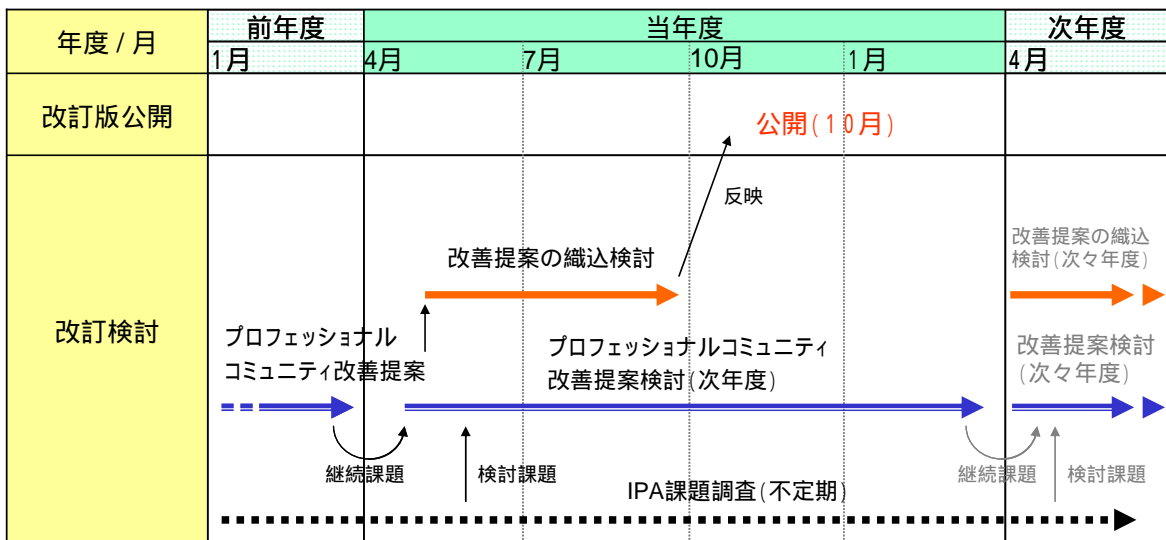 年度 / 月
前年度
当年度
次年度
1月
4月
7月
10月
1月
4月
改訂版公開
公開(10月)
反映
改訂検討
改善提案の織込検討
改善提案の織込
検討(次々年度)
プロフェッショナル
コミュニティ改善提案
プロフェッショナルコミュニティ
改善提案検討(次年度)
改善提案検討
(次々年度)
継続課題
検討課題
継続課題
検討課題
IPA課題調査(不定期)